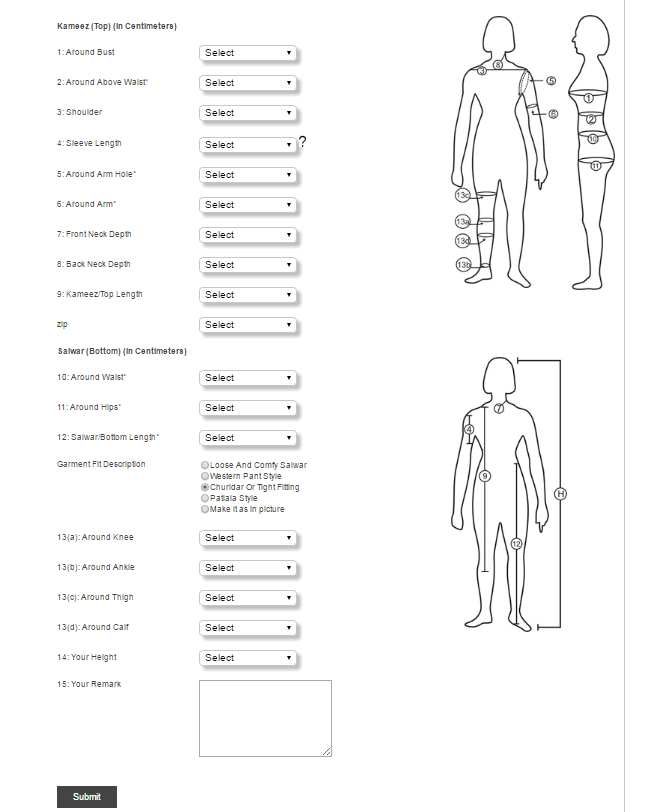 Kameez (Top) (In Centimeters)
1: Around Bust Select
2: Around Above Waist* Select
3: Shoulder Select
4: Sleeve Length Select ?
5: Around Arm Hole* Select
6: Around Arm* Select
7: Front Neck Depth Select
8: Back Neck Depth Select
9: Kameez/Top Length Select
zip Select
Salwar (Bottom) (In Centimeters)
10: Around Waist* Select
11: Around Hips* Select
12: Salwar/Bottom Length* Select
Garment Fit Description
Loose And Comfy Salwar
Western Pant Style
Churidar Or Tight Fitting
Patiala Style
Make it as in picture
13(a): Around Knee Select
13(b): Around Ankle Select
13(c): Around Thigh Select
13(d): Around Calf Select
14: Your Height Select
15: Your Remark
Submit
8
3
5
6
13c
13a
13d
13b
1
2
10
11
7
4
9
H
12